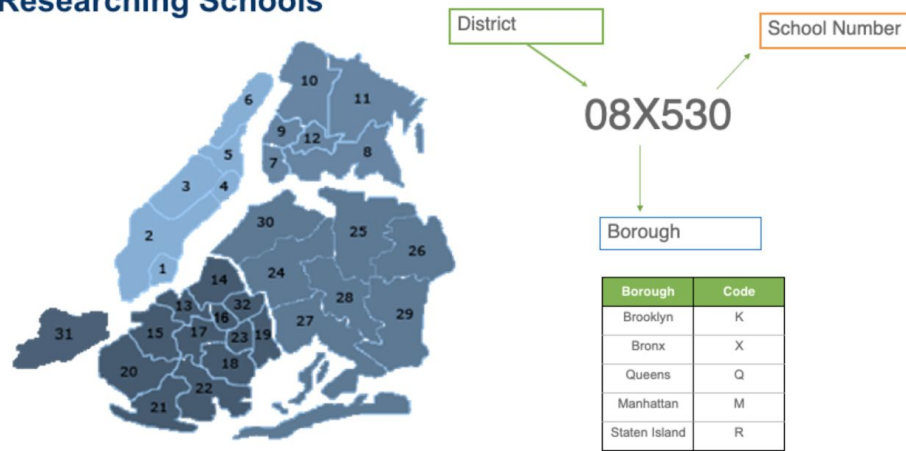 Researching Schools
District
School Number
08X530
Borough
Borough Code
Brooklyn K
Bronx X
Queens Q
Manhattan M
Staten Island R
10
6
11
9
12
5
8
7
3
4
30
2
25
26
1
24
14
28
13
32
16
29
27
31
15
17
23
19
18
20
22
21